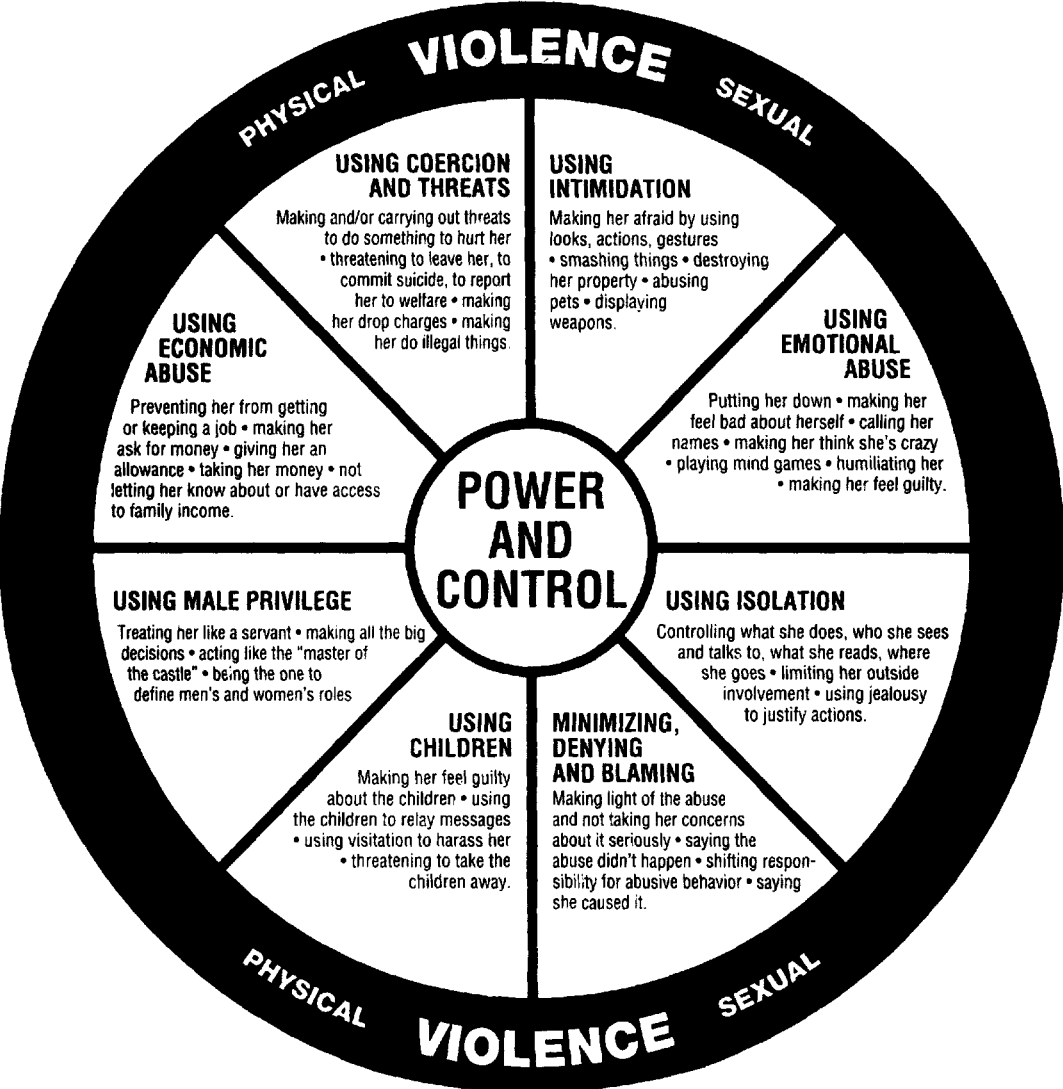 PHYSICAL VIOLENCE SEXUAL
USING COERCION
AND THREATS
Making and/or carrying out threats
to do something to hurt her
• threatening to leave her, to
commit suicide, to report
her to welfare • making
her drop charges • making
her do illegal things.
USING
INTIMIDATION
Making her afraid by using
looks, actions, gestures
• smashing things • destroying
her property • abusing
pets • displaying
weapons.
USING
EMOTIONAL
ABUSE
Putting her down • making her
feel bad about herself • calling her
names • making her think she's crazy
• playing mind games • humiliating her
• making her feel guilty.
USING ISOLATION
Controlling what she does, who she sees
and talks to, what she reads, where
she goes • limiting her outside
involvement • using jealousy
to justify actions.
MINIMIZING,
DENYING
AND BLAMING
Making light of the abuse
and not taking her concerns
about it seriously • saying the
abuse didn't happen • shifting respon-
sibility for abusive behavior • saying
she caused it.
USING
CHILDREN
Making her feel guilty
about the children • using
the children to relay messages
• using visitation to harass her
• threatening to take the
children away.
USING MALE PRIVILEGE
Treating her like a servant • making all the big
decisions • acting like the "master of
the castle" • being the one to
define men's and women's roles
USING
ECONOMIC
ABUSE
Preventing her from getting
or keeping a job • making her
ask for money • giving her an
allowance • taking her money • not
letting her know about or have access
to family income.
POWER
AND
CONTROL
PHYSICAL VIOLENCE SEXUAL